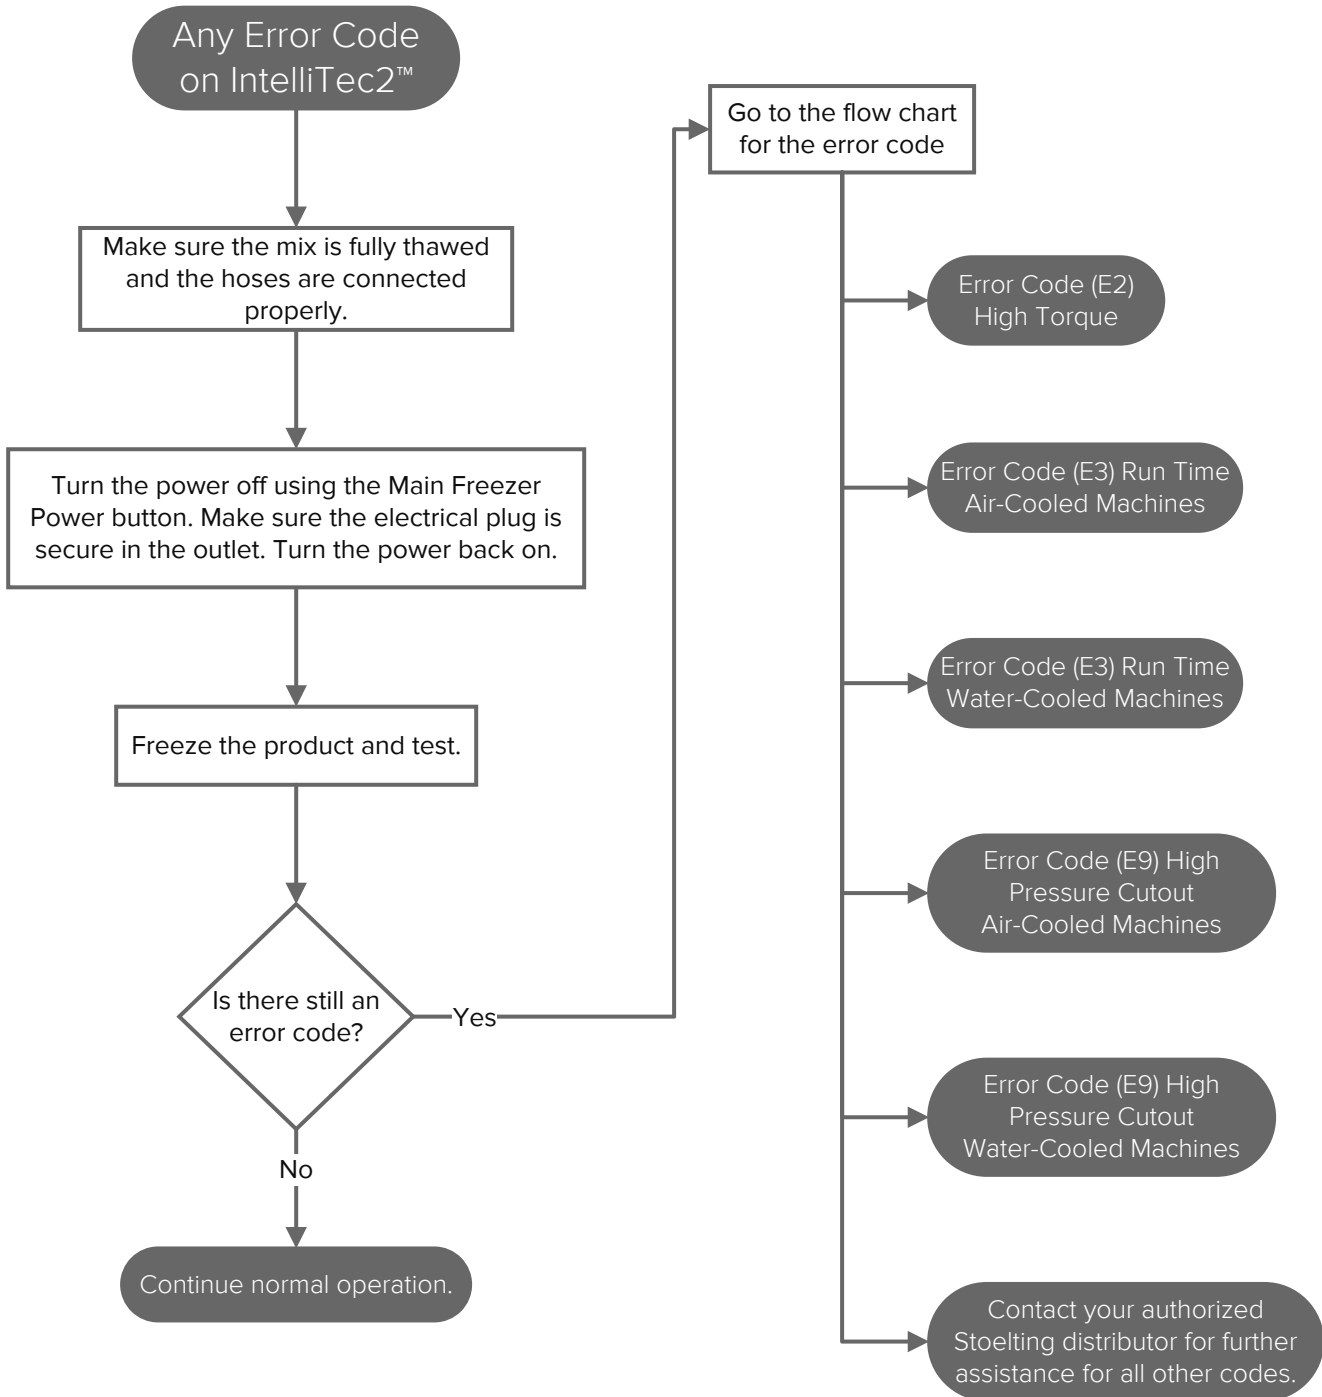 Any Error Code
on IntelliTec2™
Make sure the mix is fully thawed
and the hoses are connected
properly.
Turn the power off using the Main Freezer
Power button. Make sure the electrical plug is
secure in the outlet. Turn the power back on.
Freeze the product and test.
Is there still an
error code?
Yes
No
Continue normal operation.
Go to the flow chart
for the error code
Error Code (E2)
High Torque
Error Code (E3) Run Time
Air-Cooled Machines
Error Code (E3) Run Time
Water-Cooled Machines
Error Code (E9) High
Pressure Cutout
Air-Cooled Machines
Error Code (E9) High
Pressure Cutout
Water-Cooled Machines
Contact your authorized
Stoelting distributor for further
assistance for all other codes.